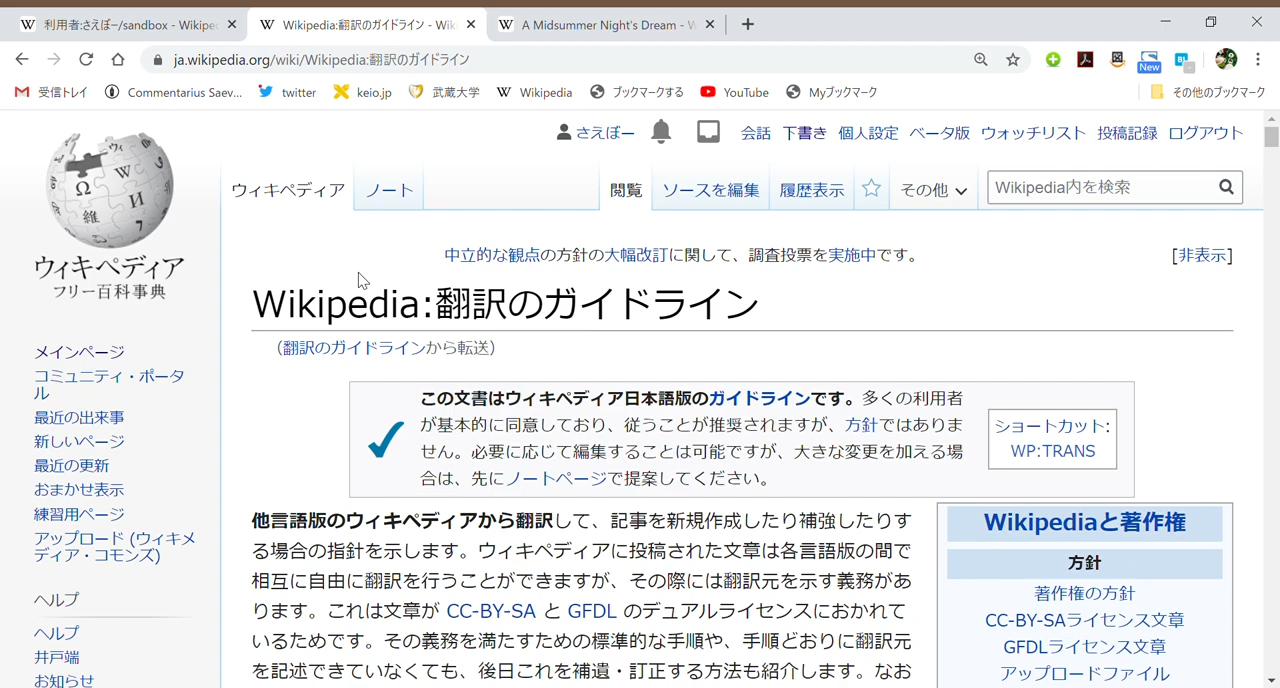 利用者:さえぼー/sandbox - Wikipe
Wikipedia:翻訳のガイドライン - Wik
A Midsummer Night's Dream - W
ja.wikipedia.org/wiki/Wikipedia:翻訳のガイドライン
New
受信トレイ
Commentarius Saev...
twitter
keio.jp
武蔵大学
Wikipedia
ブックマークする
YouTube
Myブックマーク
その他のブックマーク
さえぼー
会話 下書き 個人設定 ベータ版 ウォッチリスト 投稿記録 ログアウト
ウィキペディア
ノート
閲覧
ソースを編集
履歴表示
その他
Wikipedia内を検索
ウィキペディア
フリー百科事典
メインページ
コミュニティ・ポータ
ル
最近の出来事
新しいページ
最近の更新
おまかせ表示
練習用ページ
アップロード (ウィキメ
ディア・コモンズ)
ヘルプ
ヘルプ
井戸端
お知らせ
中立的な観点の方針の大幅改訂に関して、調査投票を実施中です。
[非表示]
Wikipedia:翻訳のガイドライン
(翻訳のガイドラインから転送)
この文書はウィキペディア日本語版のガイドラインです。多くの利用者
が基本的に同意しており、従うことが推奨されますが、方針ではありま
せん。必要に応じて編集することは可能ですが、大きな変更を加える場
合は、先にノートページで提案してください。
ショートカット:
WP:TRANS
他言語版のウィキペディアから翻訳して、記事を新規作成したり補強したりす
る場合の指針を示します。ウィキペディアに投稿された文章は各言語版の間で
相互に自由に翻訳を行うことができますが、その際には翻訳元を示す義務があ
ります。これは文章が CC-BY-SA と GFDL のデュアルライセンスにおかれて
いるためです。その義務を満たすための標準的な手順や、手順どおりに翻訳元
を記述できていなくても、後日これを補遺・訂正する方法も紹介します。なお
Wikipediaと著作権
方針
著作権の方針
CC-BY-SAライセンス文章
GFDLライセンス文章
アップロードファイル